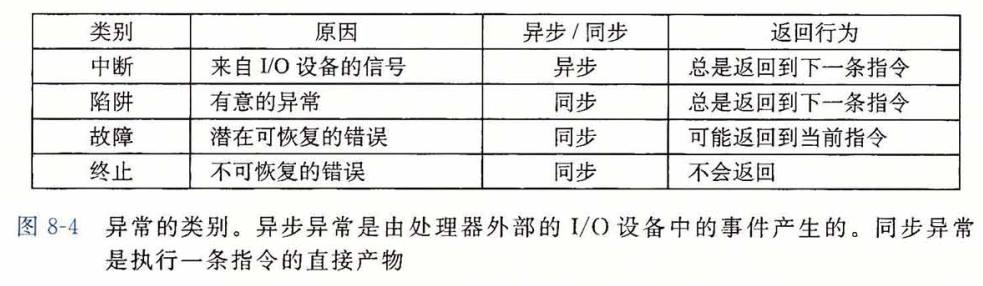 类别 原因 异步/同步 返回行为
中断 来自 I/O 设备的信号 异步 总是返回到下一条指令
陷阱 有意的异常 同步 总是返回到下一条指令
故障 潜在可恢复的错误 同步 可能返回到当前指令
终止 不可恢复的错误 同步 不会返回
图 8-4 异常的类别。异步异常是由处理器外部的 I/O 设备中的事件产生的。同步异常
是执行一条指令的直接产物